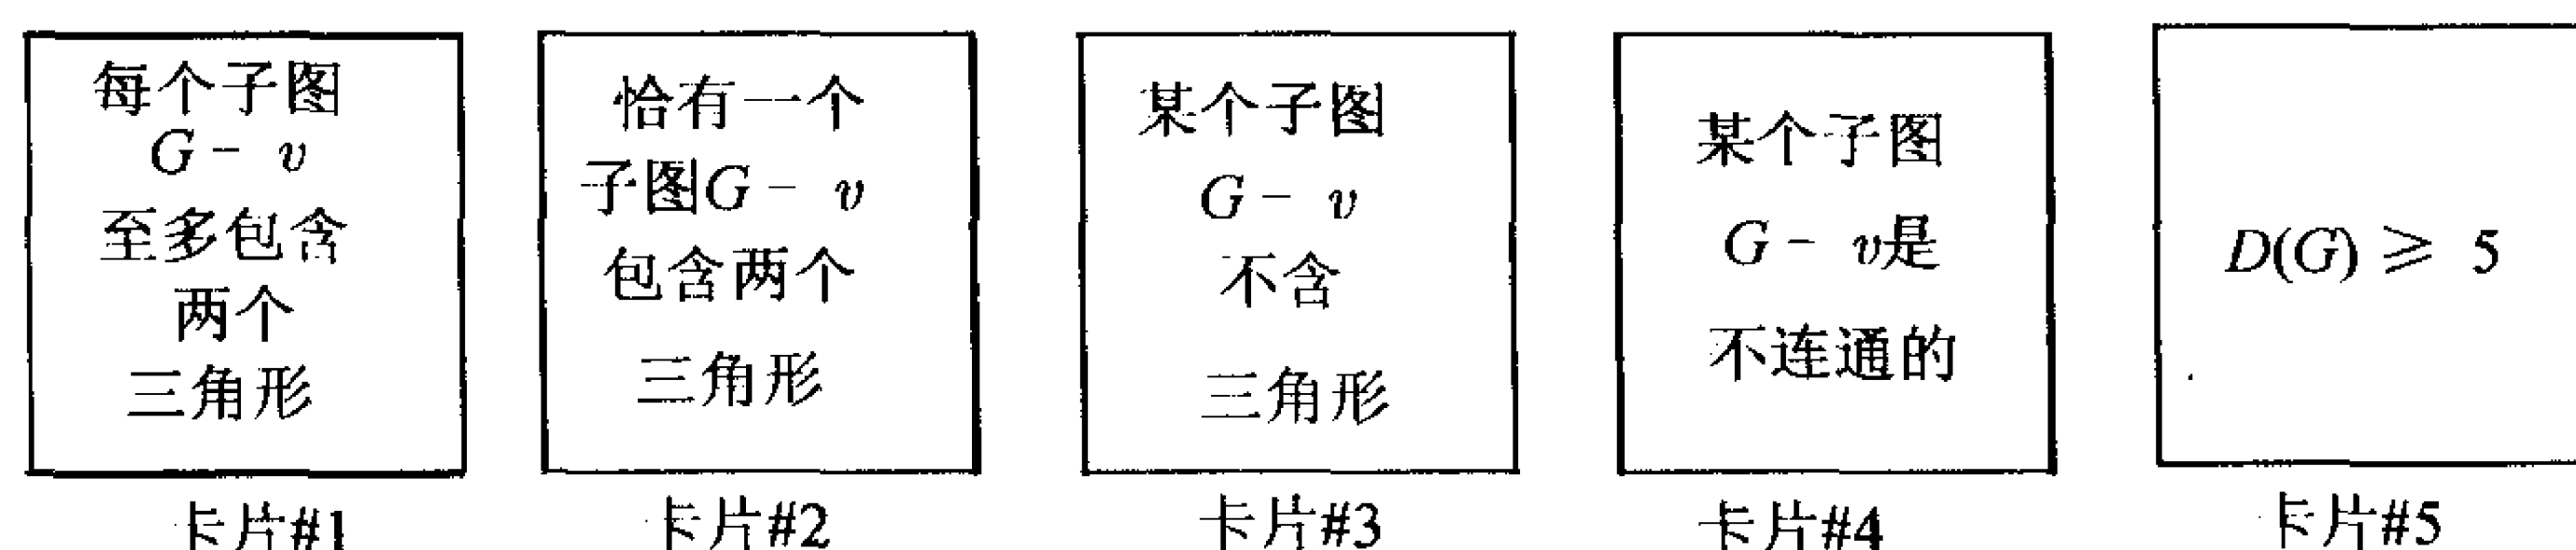 每个子图
G - v
至多包含
两个
三角形
卡片#1
恰有一个
子图G - v
包含两个
三角形
卡片#2
某个子图
G - v
不含
三角形
卡片#3
某个子图
G - v是
不连通的
卡片#4
D(G) ⩾ 5
卡片#5